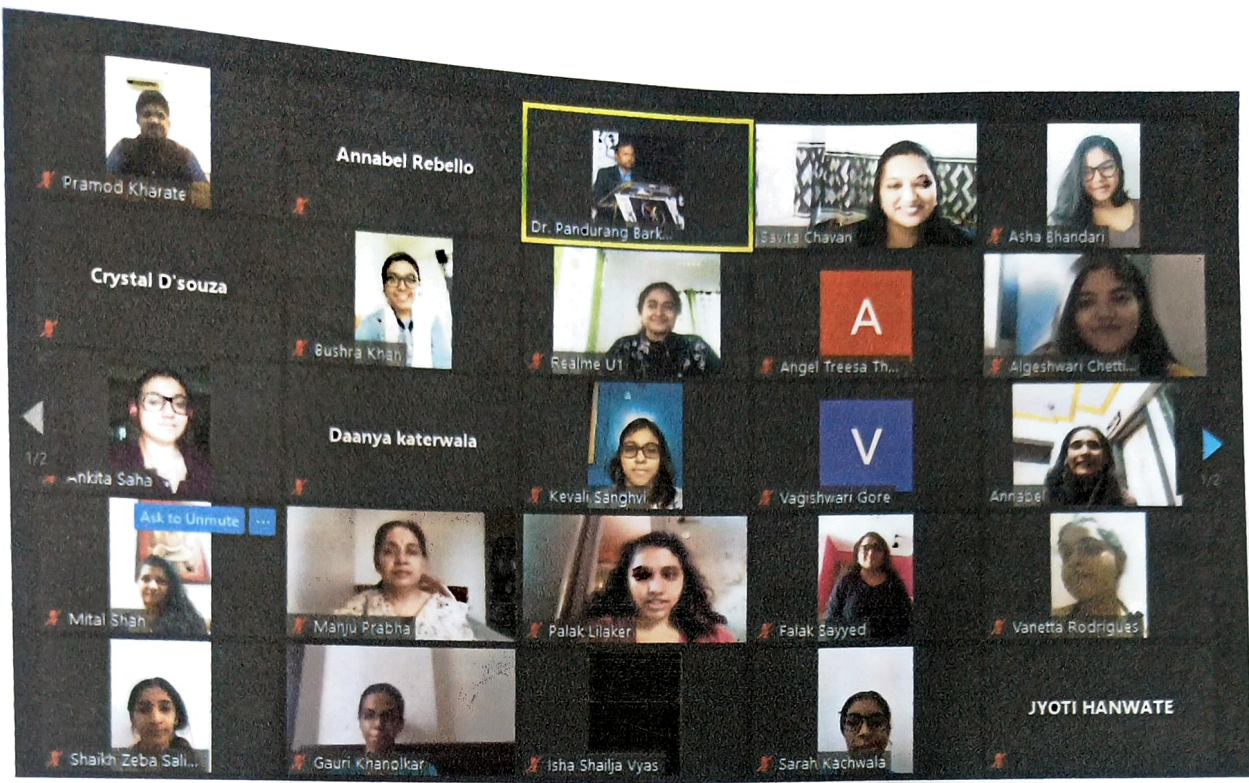 Pramod Kharate
Annabel Rebello
Dr. Pandurang Bark...
Savita Chavan
Asha Bhandari
Crystal D'souza
Bushra Khan
Realme U1
A
Angel Treesa Th...
Algeshwari Chetti...
1/2
Ankita Saha
Daanya katerwala
Kevali Sanghvi
V
Vagishwari Gore
Annabel
1/2
Ask to Unmute ...
Mital Shah
Manju Prabha
Palak Lilaker
Falak Sayyed
Vanetta Rodrigues
Shaikh Zeba Sali...
Gauri Khanolkar
Isha Shailja Vyas
Sarah Kachwala
JYOTI HANWATE